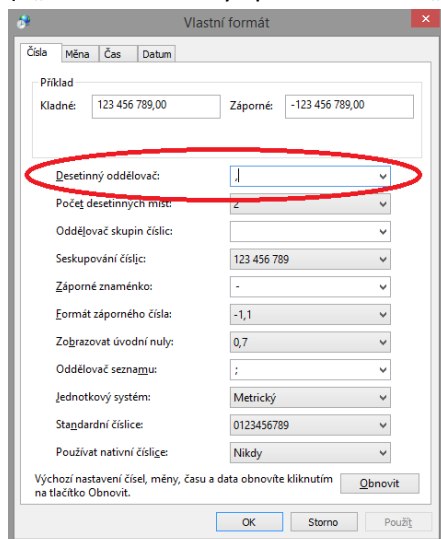 Vlastní formát
Čísla Měna Čas Datum
Příklad
Kladné: 123 456 789,00 Záporné: -123 456 789,00
Desetinný oddělovač: ,
Počet desetinných míst: 2
Oddělovač skupin číslic:
Seskupování číslic: 123 456 789
Záporné znaménko: -
Formát záporného čísla: -1,1
Zobrazovat úvodní nuly: 0,7
Oddělovač seznamu: ;
Jednotkový systém: Metrický
Standardní číslice: 0123456789
Používat nativní číslice: Nikdy
Výchozí nastavení čísel, měny, času a data obnovíte kliknutím
na tlačítko Obnovit.
Obnovit
OK Storno Použít